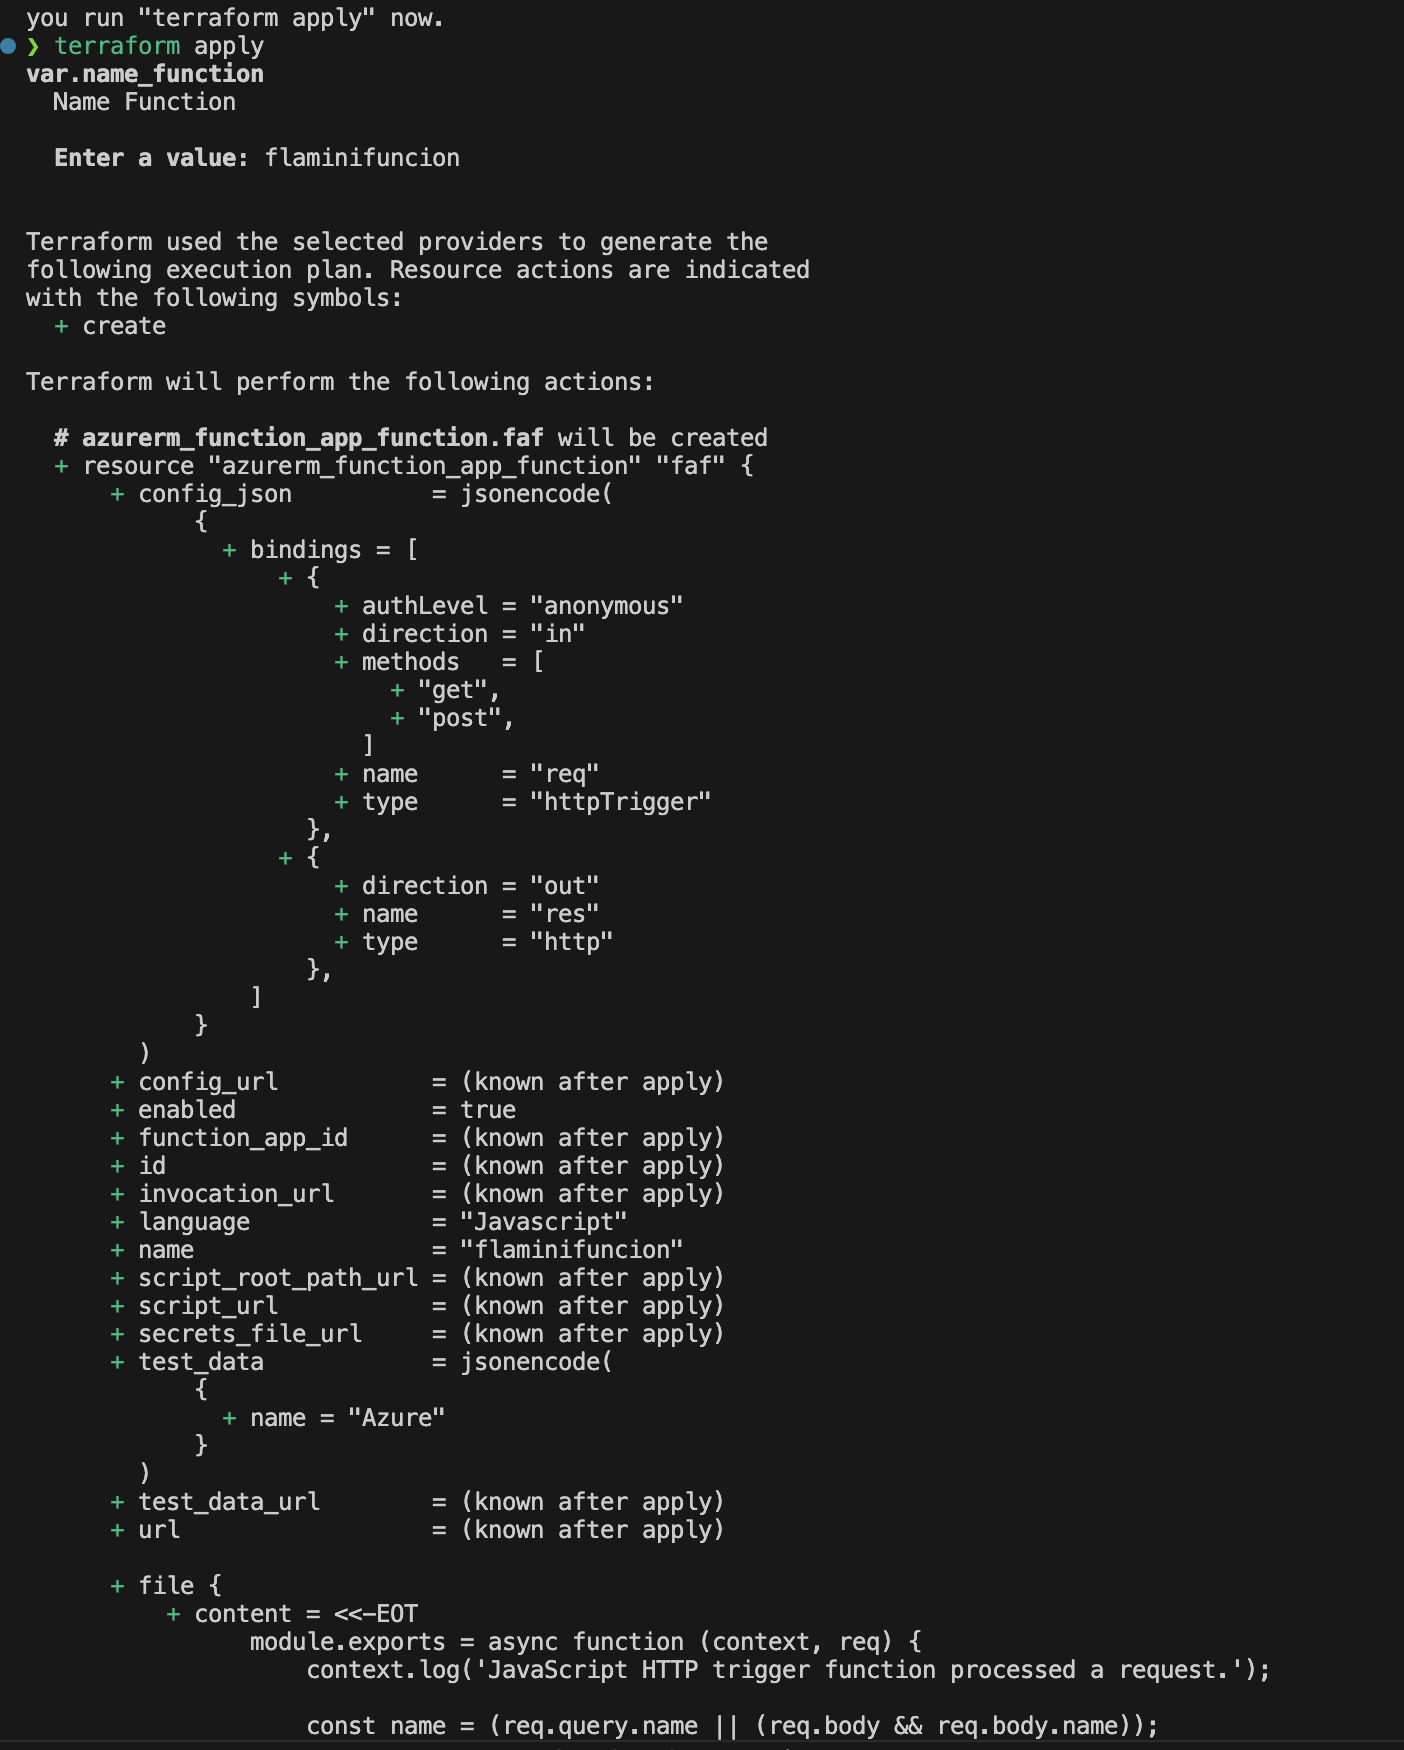 you run "terraform apply" now.
❯ terraform apply
var.name_function
  Name Function

  Enter a value: flaminifuncion


Terraform used the selected providers to generate the
following execution plan. Resource actions are indicated
with the following symbols:
  + create

Terraform will perform the following actions:

  # azurerm_function_app_function.faf will be created
  + resource "azurerm_function_app_function" "faf" {
      + config_json          = jsonencode(
            {
              + bindings = [
                  + {
                      + authLevel = "anonymous"
                      + direction = "in"
                      + methods   = [
                          + "get",
                          + "post",
                        ]
                      + name      = "req"
                      + type      = "httpTrigger"
                    },
                  + {
                      + direction = "out"
                      + name      = "res"
                      + type      = "http"
                    },
                ]
            }
        )
      + config_url           = (known after apply)
      + enabled              = true
      + function_app_id      = (known after apply)
      + id                   = (known after apply)
      + invocation_url       = (known after apply)
      + language             = "Javascript"
      + name                 = "flaminifuncion"
      + script_root_path_url = (known after apply)
      + script_url           = (known after apply)
      + secrets_file_url     = (known after apply)
      + test_data            = jsonencode(
            {
              + name = "Azure"
            }
        )
      + test_data_url        = (known after apply)
      + url                  = (known after apply)

      + file {
          + content = <<-EOT
                module.exports = async function (context, req) {
                    context.log('JavaScript HTTP trigger function processed a request.');

                    const name = (req.query.name || (req.body && req.body.name));